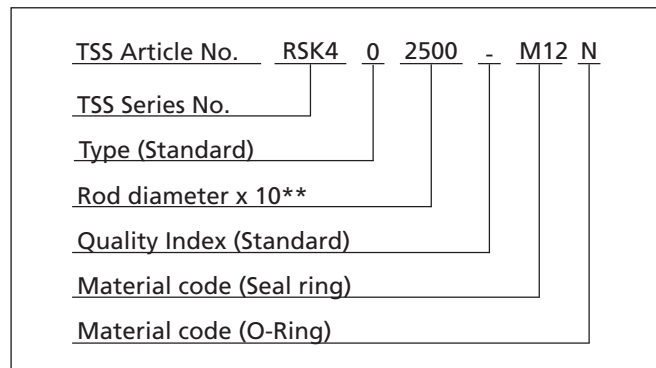 TSS Article No. RSK4 0 2500 - M12 N
TSS Series No.
Type (Standard)
Rod diameter x 10**
Quality Index (Standard)
Material code (Seal ring)
Material code (O-Ring)